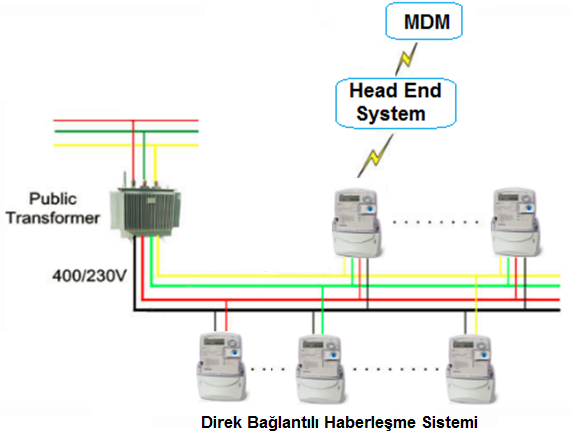 MDM
Head End
System
Public
Transformer
400/230V
Direk Bağlantılı Haberleşme Sistemi